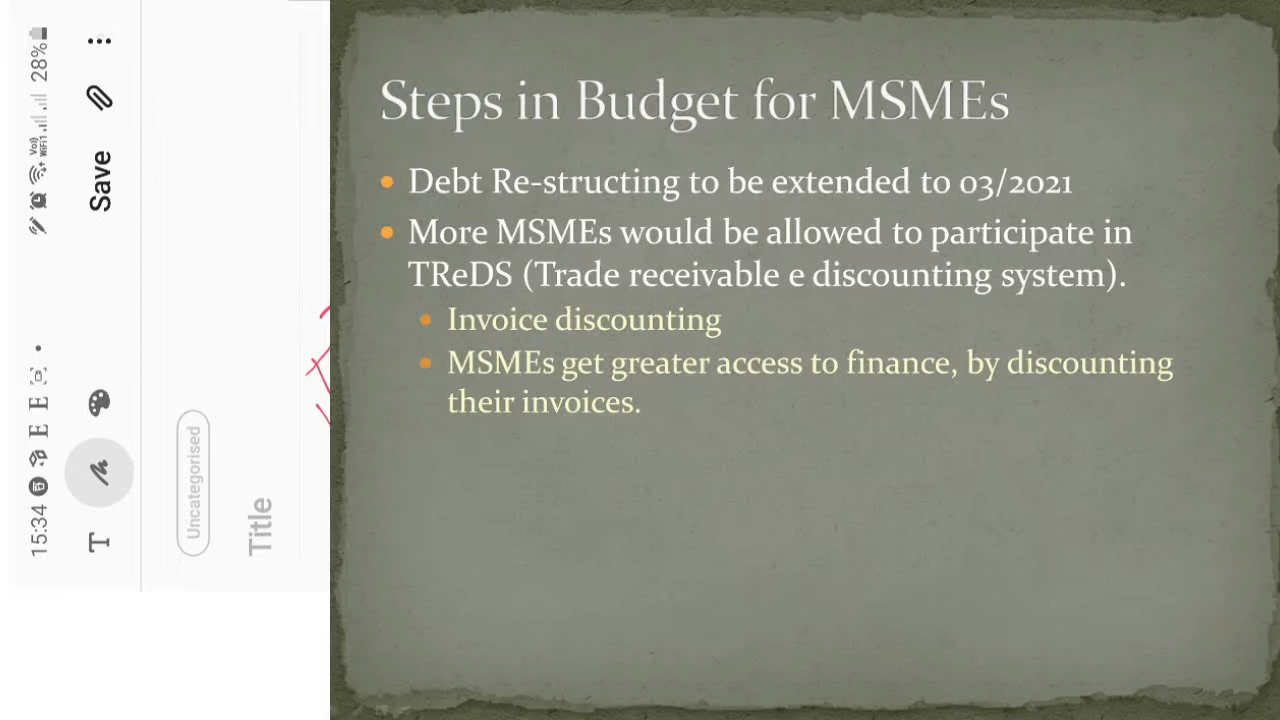 15:34 E E 28%
Vo))
WiFi1
T Save
Uncategorised
Title
Steps in Budget for MSMEs
Debt Re-structing to be extended to 03/2021
More MSMEs would be allowed to participate in
TReDS (Trade receivable e discounting system).
Invoice discounting
MSMEs get greater access to finance, by discounting
their invoices.